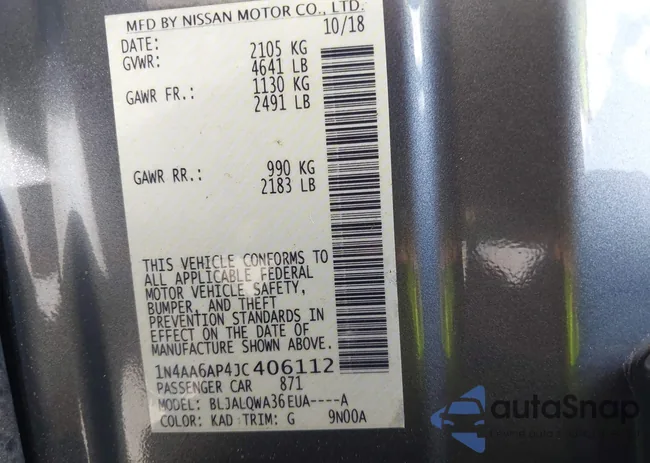 MFD BY NISSAN MOTOR CO., LTD.
DATE: 10/18
GVWR: 2105 KG
4641 LB
GAWR FR.: 1130 KG
2491 LB
GAWR RR.: 990 KG
2183 LB
THIS VEHICLE CONFORMS TO
ALL APPLICABLE FEDERAL
MOTOR VEHICLE SAFETY,
BUMPER, AND THEFT
PREVENTION STANDARDS IN
EFFECT ON THE DATE OF
MANUFACTURE SHOWN ABOVE.
1N4AA6AP4JC406112
PASSENGER CAR 871
MODEL: BLJALQWA36EUA----A
COLOR: KAD TRIM: G 9N00A
autoSnap